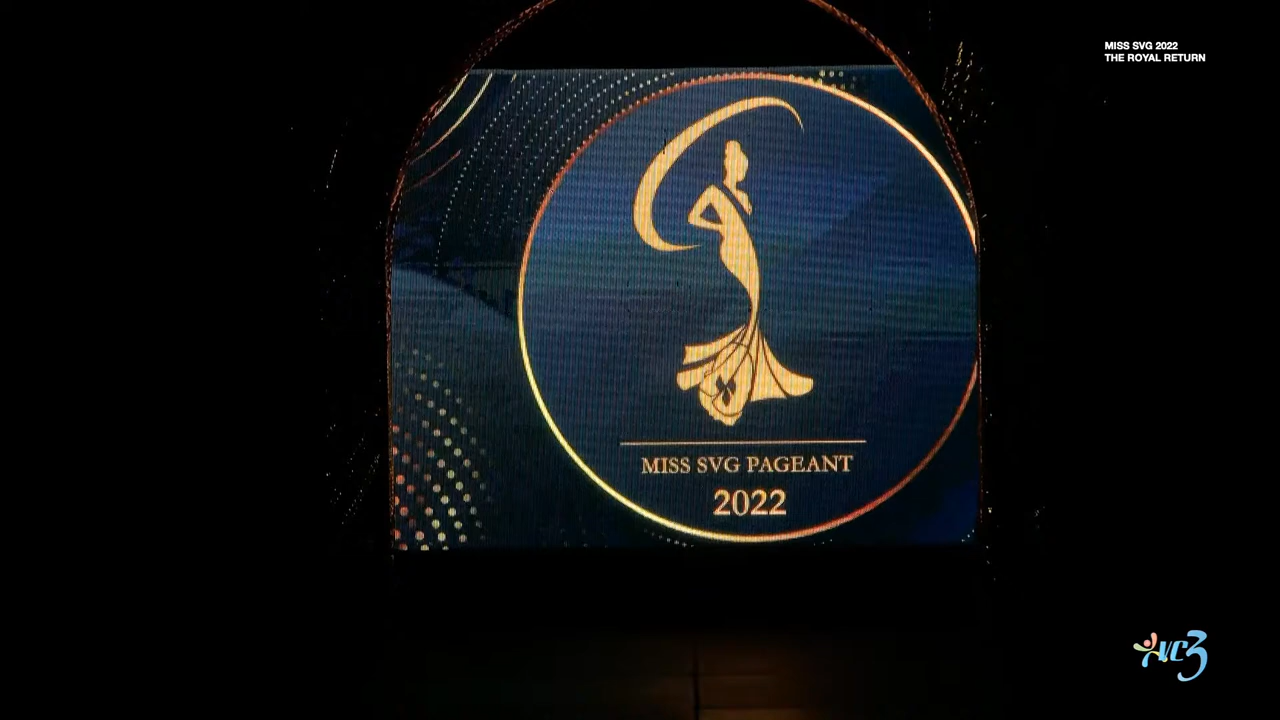 MISS SVG 2022
THE ROYAL RETURN
MISS SVG PAGEANT
2022
VC3